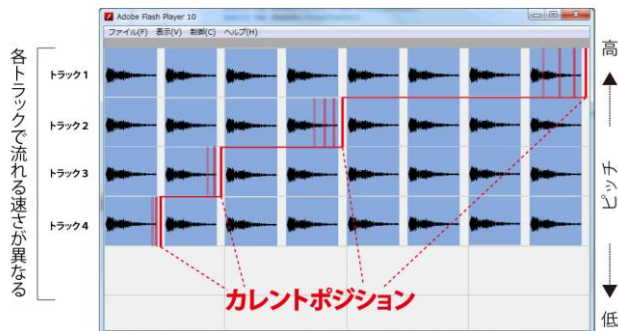 Adobe Flash Player 10
ファイル(F) 表示(V) 制御(C) ヘルプ(H)
各トラックで流れる速さが異なる
トラック1
トラック2
トラック3
トラック4
高
ピッチ
低
カレントポジション